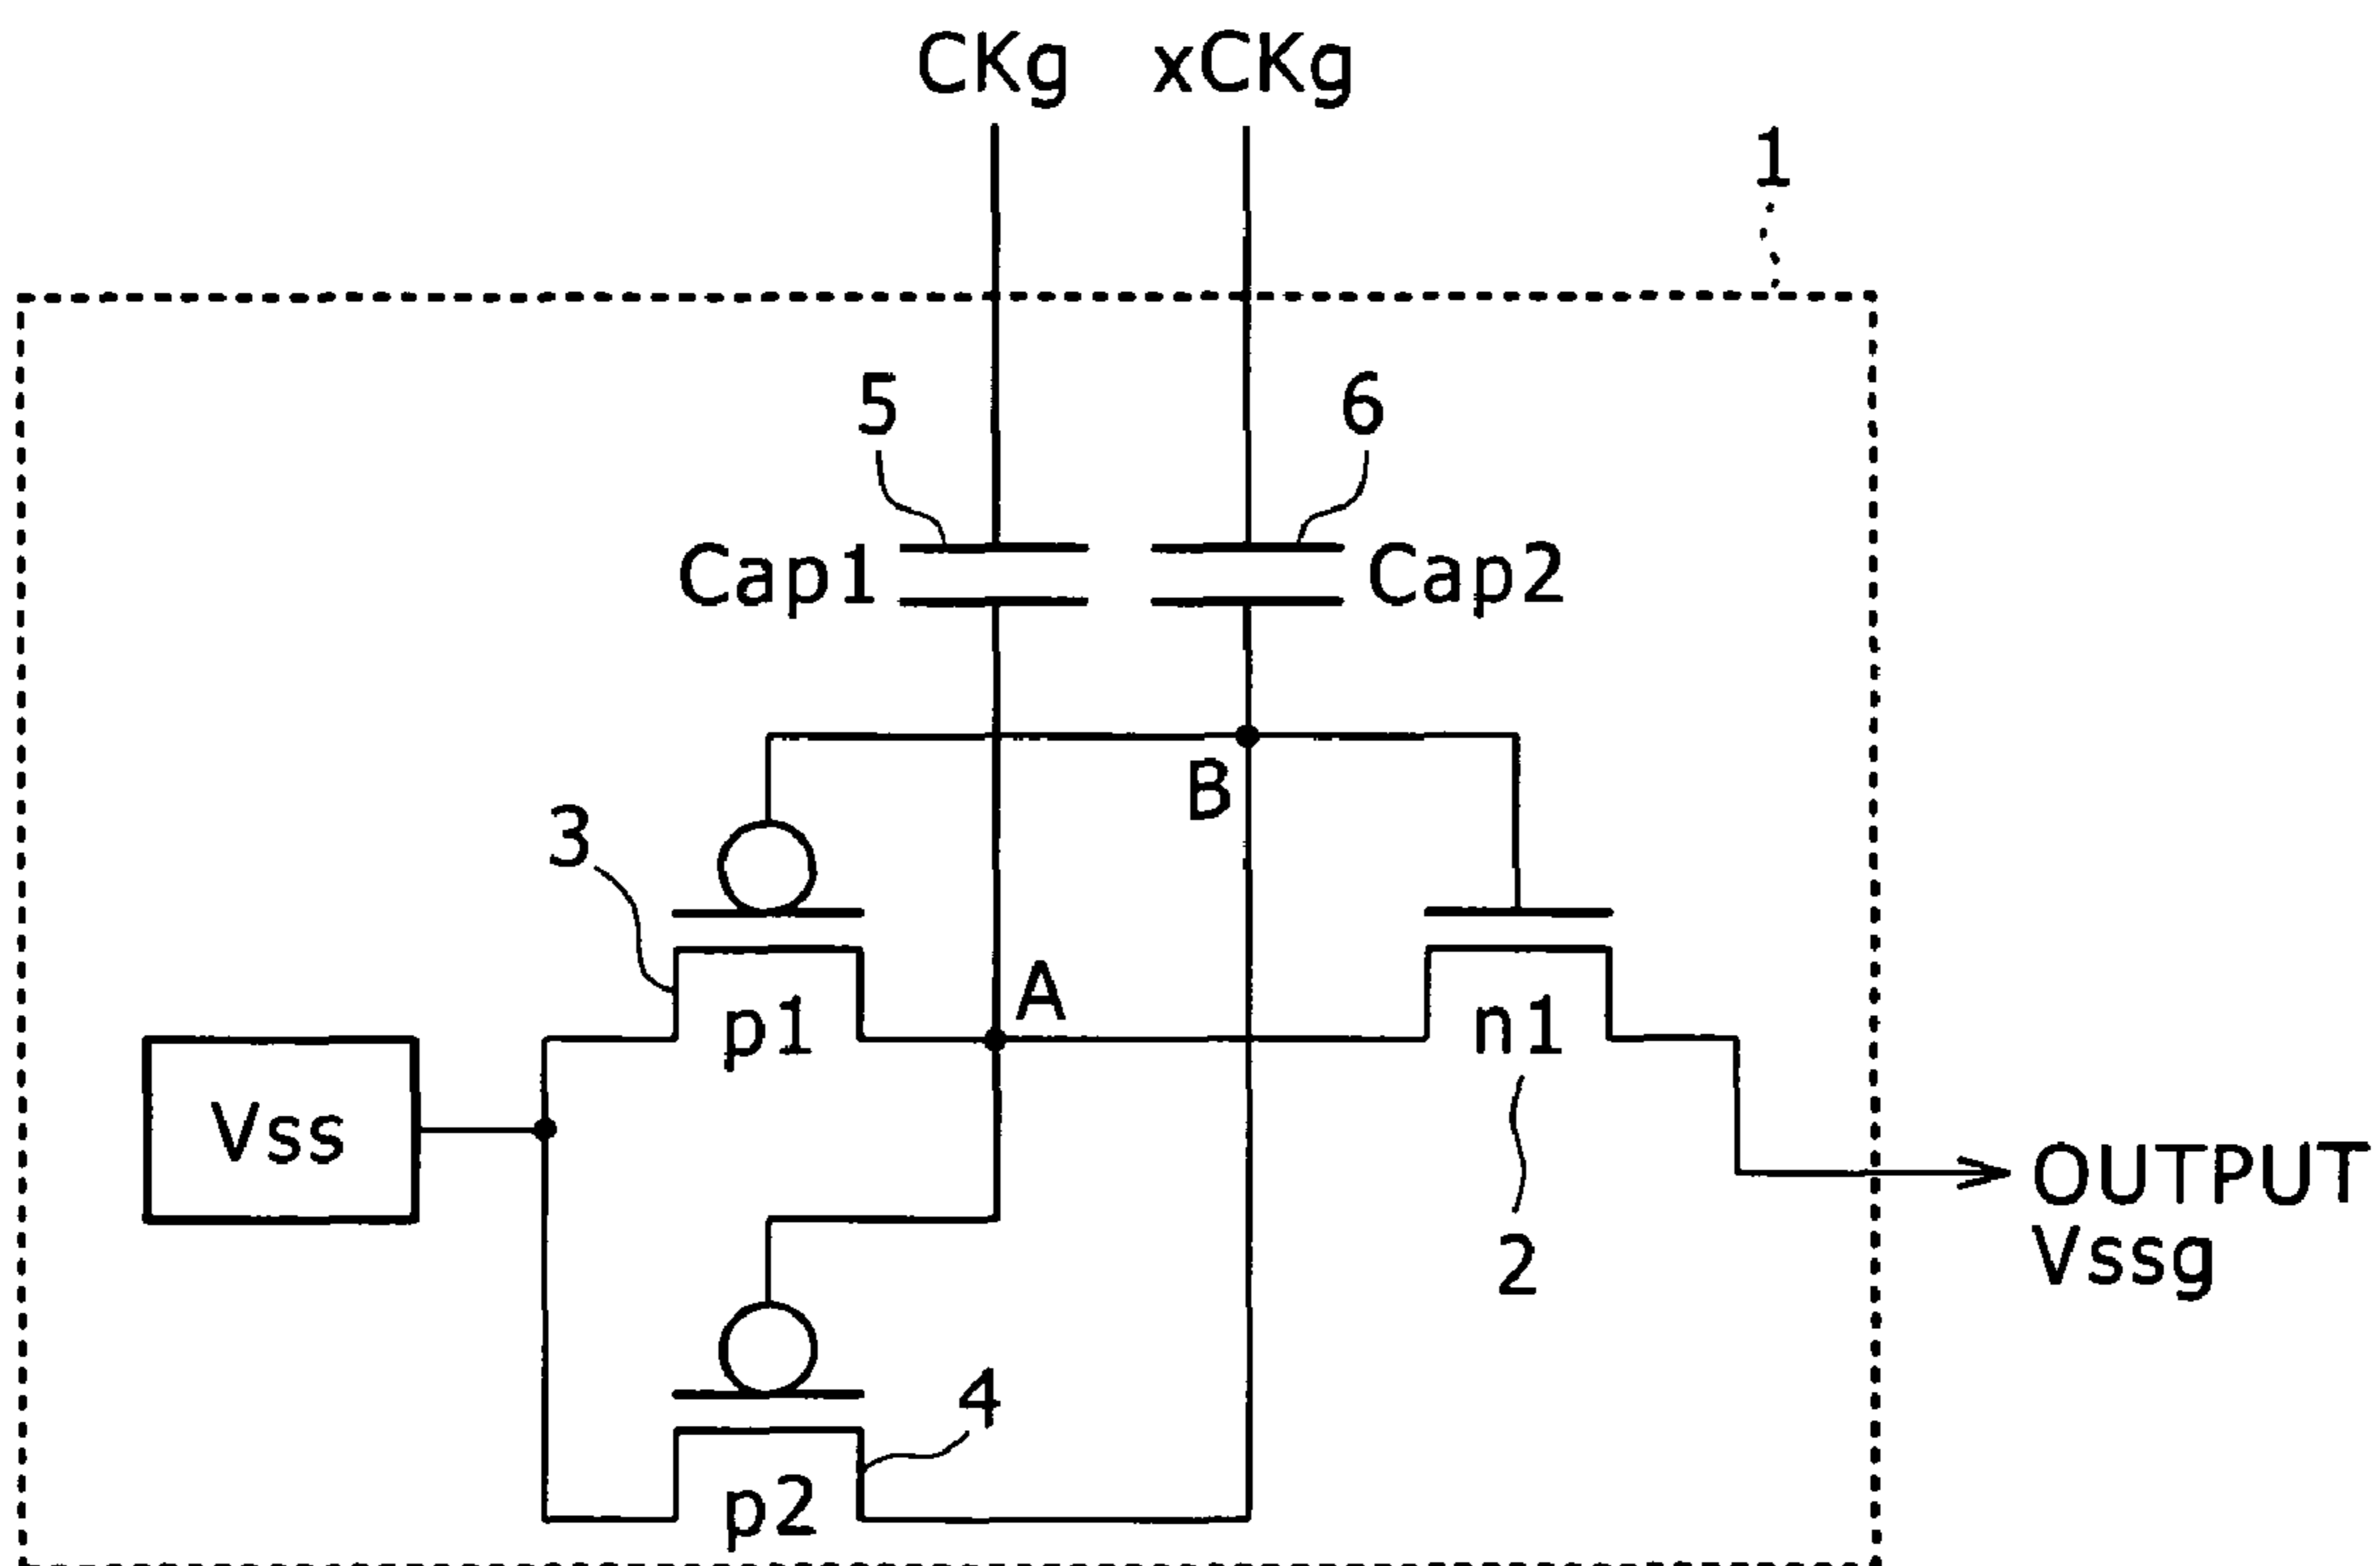 CKg xCKg
1
5 6
Cap1 Cap2
B
3
A
p1 n1
Vss
OUTPUT
Vssg
2
4
p2